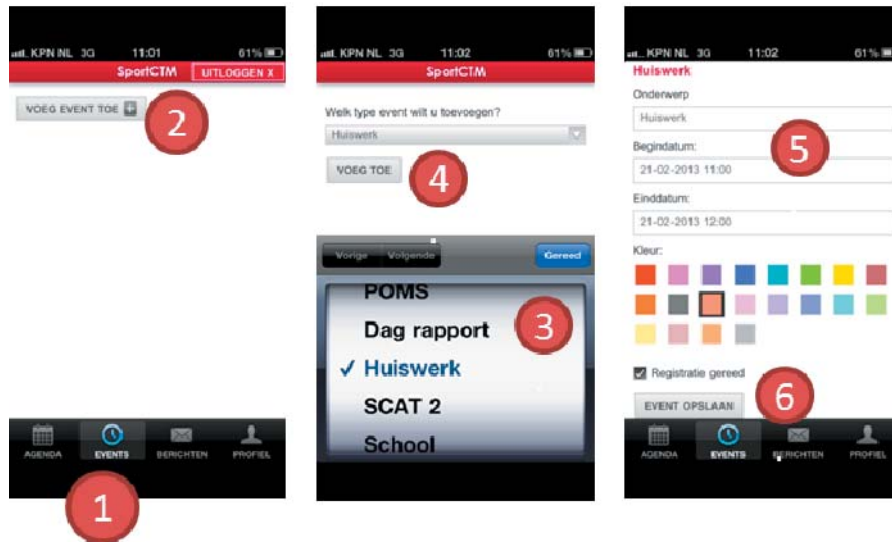 KPN NL 3G 11:01 61%
SportCTM UITLOGGEN X
VOEG EVENT TOE +
2
AGENDA EVENTS BERICHTEN PROFIEL
1
KPN NL 3G 11:02 61%
SportCTM
Welk type event wilt u toevoegen?
Huiswerk
VOEG TOE
4
Vorige Volgende Gereed
POMS
Dag rapport
3
✓ Huiswerk
SCAT 2
School
KPN NL 3G 11:02 61%
Huiswerk
Onderwerp
Huiswerk
5
Begindatum:
21-02-2013 11:00
Einddatum:
21-02-2013 12:00
Kleur:
Registratie gereed
6
EVENT OPSLAAN
AGENDA EVENTS BERICHTEN PROFIEL